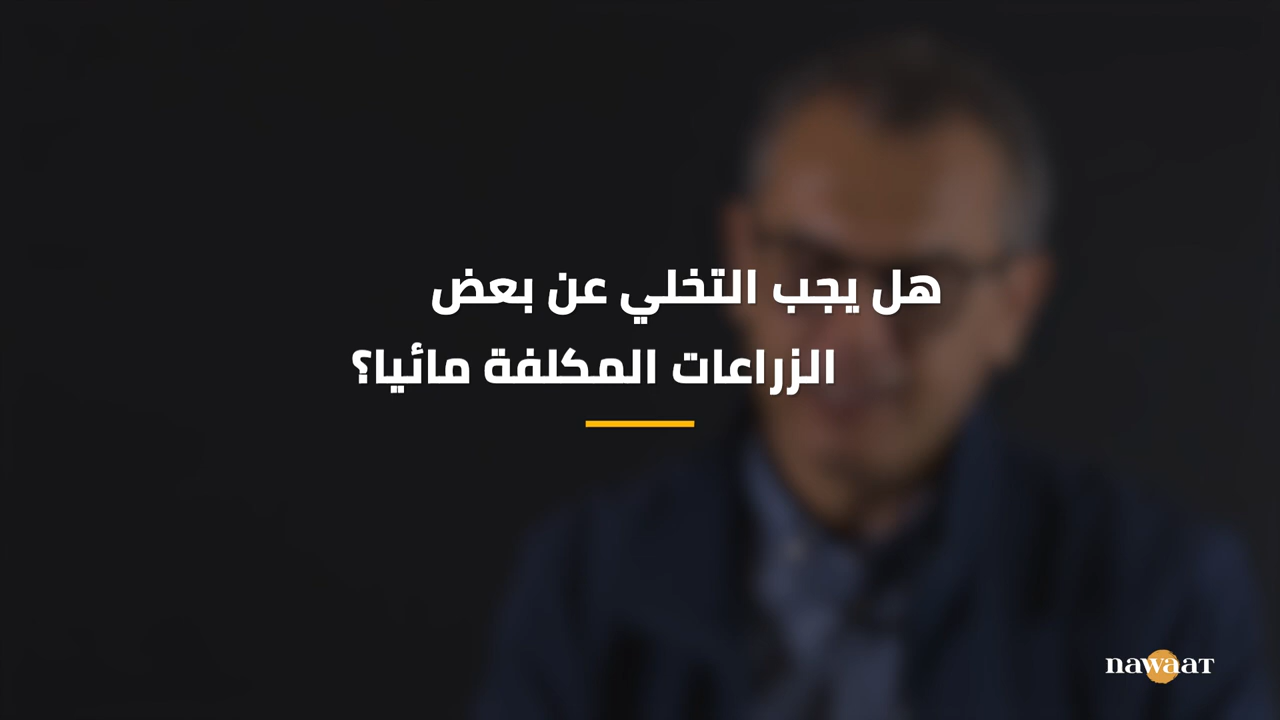 هل يجب التخلي عن بعض
الزراعات المكلفة مائيا؟
nawaat